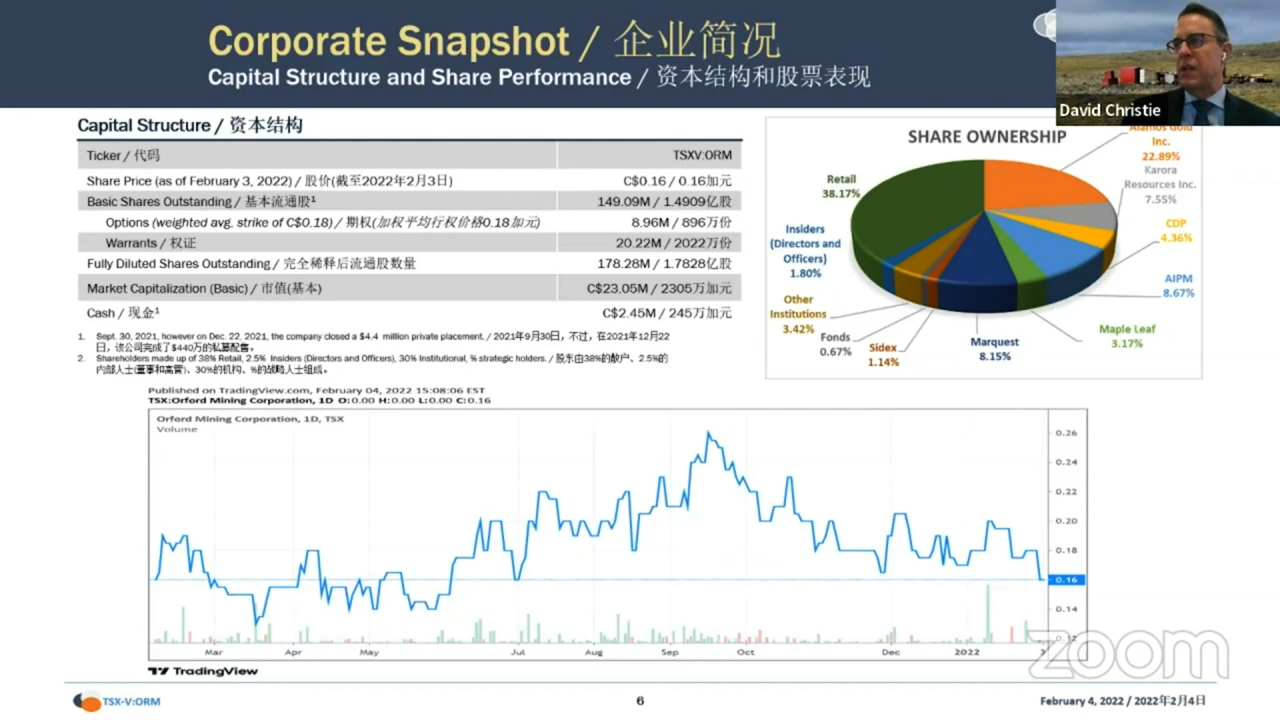 Corporate Snapshot / 企业简况
Capital Structure and Share Performance / 资本结构和股票表现
David Christie
Capital Structure / 资本结构
Ticker / 代码 TSXV:ORM
Share Price (as of February 3, 2022) / 股价(截至2022年2月3日) C$0.16 / 0.16加元
Basic Shares Outstanding / 基本流通股¹ 149.09M / 1.4909亿股
Options (weighted avg. strike of C$0.18) / 期权(加权平均行权价格0.18加元) 8.96M / 896万份
Warrants / 权证 20.22M / 2022万份
Fully Diluted Shares Outstanding / 完全稀释后流通股数量 178.28M / 1.7828亿股
Market Capitalization (Basic) / 市值(基本) C$23.05M / 2305万加元
Cash / 现金¹ C$2.45M / 245万加元
1. Sept. 30, 2021, however on Dec. 22, 2021, the company closed a $4.4 million private placement. / 2021年9月30日，不过，在2021年12月22
日，该公司完成了$440万的私募配售。
2. Shareholders made up of 38% Retail, 2.5% Insiders (Directors and Officers), 30% Institutional, % strategic holders. / 股东由38%的散户、2.5%的
内部人士(董事和高管)、30%的机构、%的战略人士组成。
SHARE OWNERSHIP
Alamos Gold
Inc.
22.89%
Karora
Resources Inc.
7.55%
CDP
4.36%
AIPM
8.67%
Maple Leaf
3.17%
Marquest
8.15%
Sidex
1.14%
Fonds
0.67%
Other
Institutions
3.42%
Insiders
(Directors and
Officers)
1.80%
Retail
38.17%
Published on TradingView.com, February 04, 2022 15:08:06 EST
TSX:Orford Mining Corporation, 1D O:0.00 H:0.00 L:0.00 C:0.16
Orford Mining Corporation, 1D, TSX
Volume
0.26
0.24
0.22
0.20
0.18
0.16
0.14
0.12
Mar Apr May Jul Aug Sep Oct Dec 2022
TradingView
zoom
TSX-V:ORM
6
February 4, 2022 / 2022年2月4日